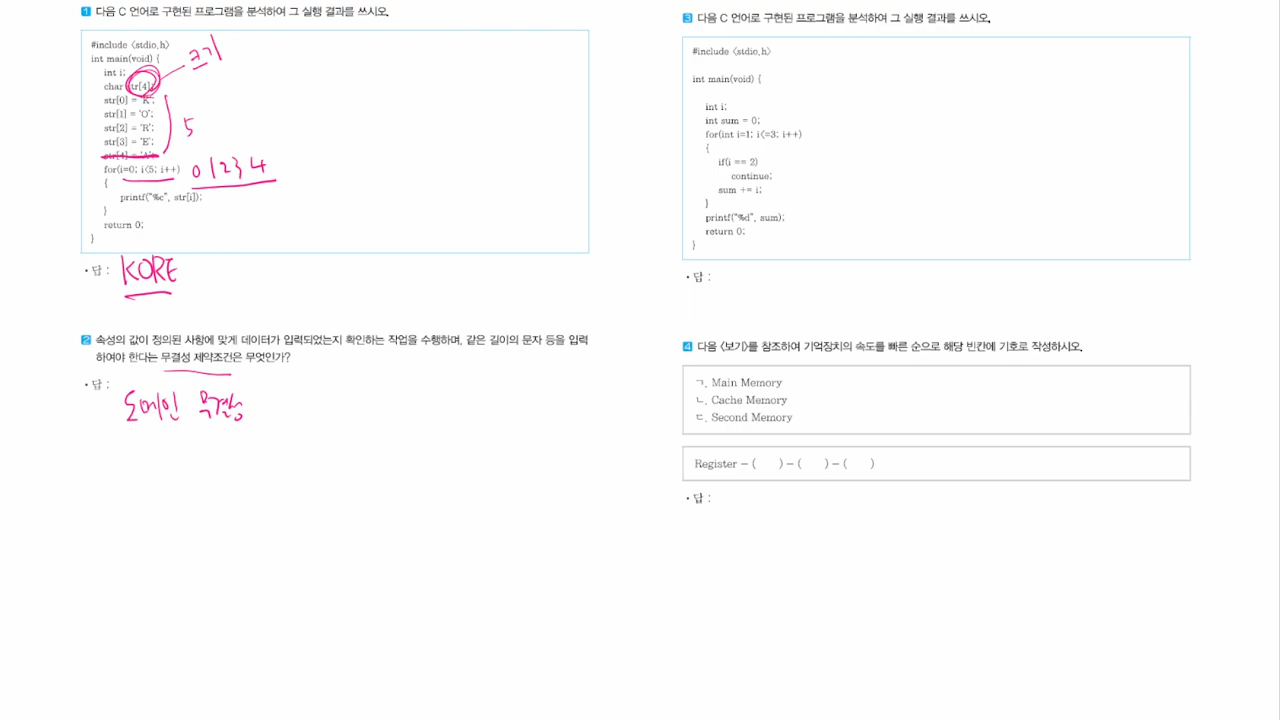 1 다음 C 언어로 구현된 프로그램을 분석하여 그 실행 결과를 쓰시오.
#include <stdio.h>
int main(void) {
int i;
char str[4];
크기
str[0] = 'K';
str[1] = 'O';
str[2] = 'R';
str[3] = 'E';
str[4] = 'A';
5
for(i=0; i<5; i++)
0 1 2 3 4
{
printf("%c", str[i]);
}
return 0;
}
• 답 :
KORE
2 속성의 값이 정의된 사항에 맞게 데이터가 입력되었는지 확인하는 작업을 수행하며, 같은 길이의 문자 등을 입력
하여야 한다는 무결성 제약조건은 무엇인가?
• 답 :
도메인 무결성
3 다음 C 언어로 구현된 프로그램을 분석하여 그 실행 결과를 쓰시오.
#include <stdio.h>
int main(void) {
int i;
int sum = 0;
for(int i=1; i<=3; i++)
{
if(i == 2)
continue;
sum += i;
}
printf("%d", sum);
return 0;
}
• 답 :
4 다음 <보기>를 참조하여 기억장치의 속도를 빠른 순으로 해당 빈칸에 기호로 작성하시오.
ㄱ. Main Memory
ㄴ. Cache Memory
ㄷ. Second Memory
Register – ( ) – ( ) – ( )
• 답 :